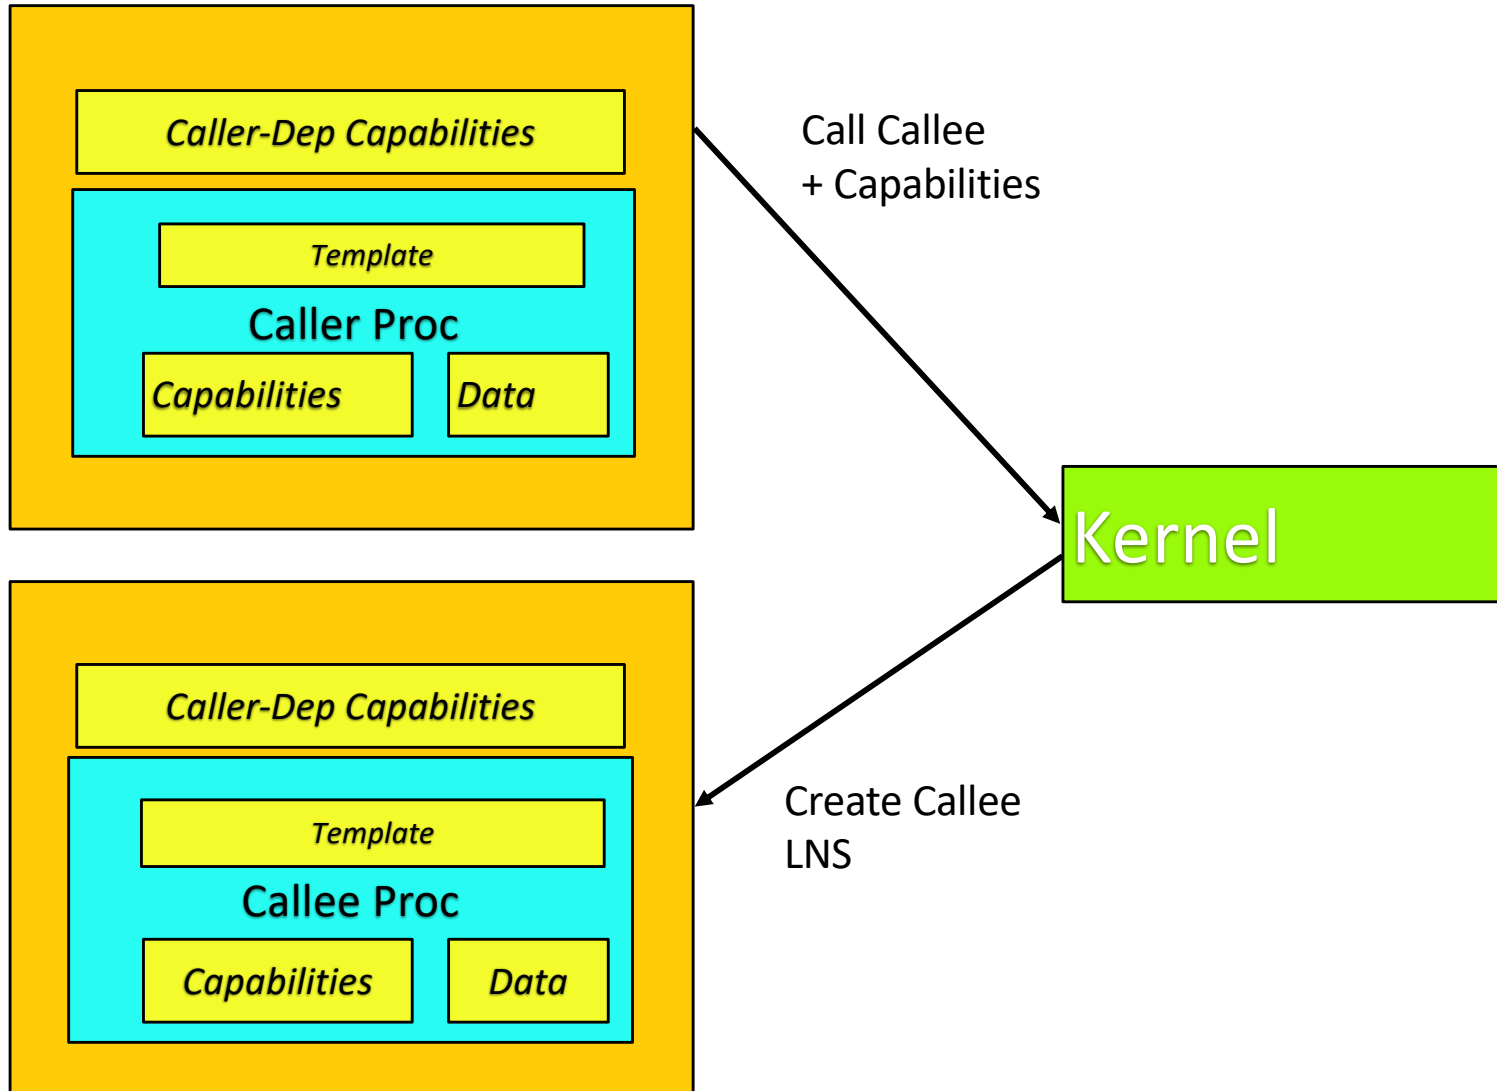 Caller-Dep Capabilities
Template
Caller Proc
Capabilities
Data
Call Callee
+ Capabilities
Kernel
Caller-Dep Capabilities
Template
Callee Proc
Capabilities
Data
Create Callee
LNS